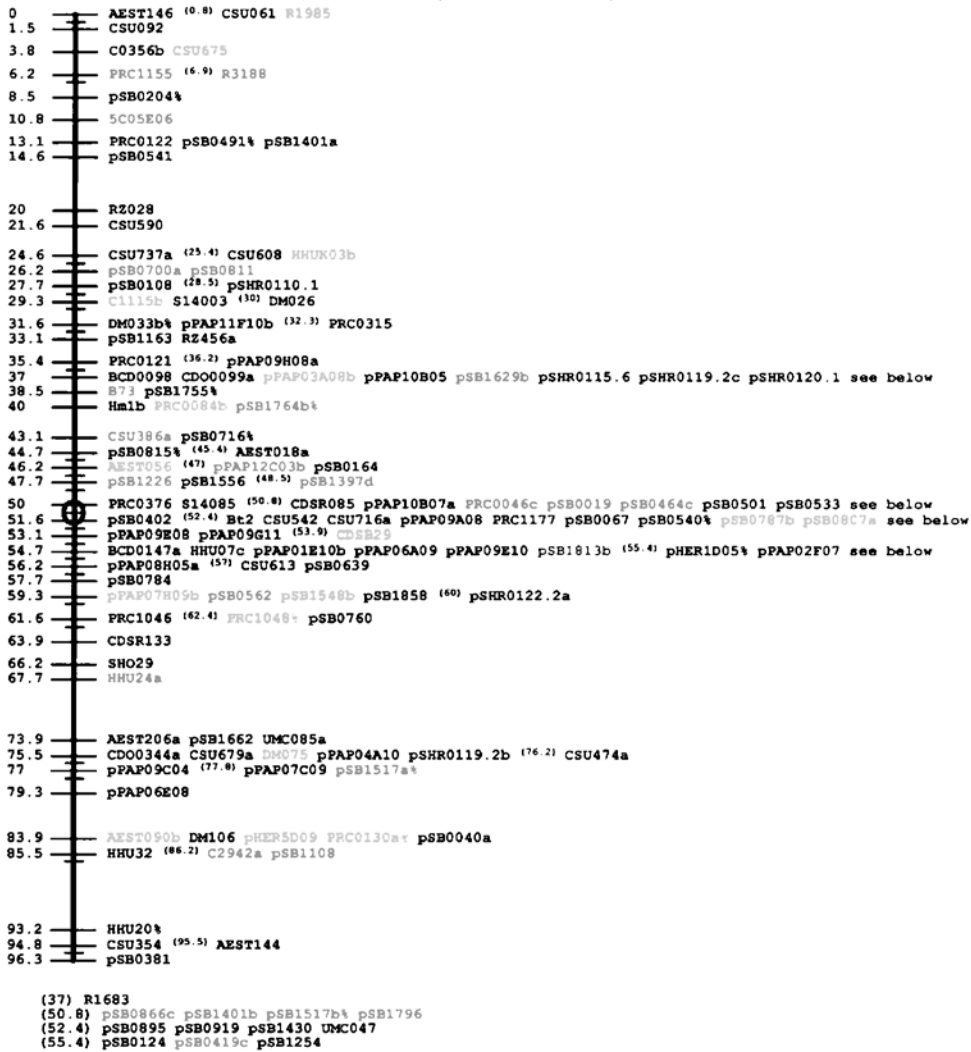 0 AEST146 (0.8) CSU061 R1985
1.5 CSU092
3.8 C0356b CSU675
6.2 PRC1155 (6.9) R3188
8.5 pSB0204%
10.8 5C05E06
13.1 PRC0122 pSB0491% pSB1401a
14.6 pSB0541
20 RZ028
21.6 CSU590
24.6 CSU737a (25.4) CSU608 HHUK03b
26.2 pSB0700a pSB0811
27.7 pSB0108 (28.5) pSHR0110.1
29.3 C1115b S14003 (30) DM026
31.6 DM033b% pPAP11F10b (32.3) PRC0315
33.1 pSB1163 RZ456a
35.4 PRC0121 (36.2) pPAP09H08a
37 BCD0098 CDO0099a pPAP03A08b pPAP10B05 pSB1629b pSHR0115.6 pSHR0119.2c pSHR0120.1 see below
38.5 B73 pSB1755%
40 Hm1b PRC0084b pSB1764b%
43.1 CSU386a pSB0716%
44.7 pSB0815% (45.4) AEST018a
46.2 AEST056 (47) pPAP12C03b pSB0164
47.7 pSB1226 pSB1556 (48.5) pSB1397d
50 PRC0376 S14085 (50.8) CDSR085 pPAP10B07a PRC0046c pSB0019 pSB0464c pSB0501 pSB0533 see below
51.6 pSB0402 (52.4) Bt2 CSU542 CSU716a pPAP09A08 PRC1177 pSB0067 pSB0540% pSB0787b pSB0807a see below
53.1 pPAP09E08 pPAP09G11 (53.9) CDSB29
54.7 BCD0147a HHU07c pPAP01E10b pPAP06A09 pPAP09E10 pSB1813b (55.4) pHER1D05% pPAP02F07 see below
56.2 pPAP08H05a (57) CSU613 pSB0639
57.7 pSB0784
59.3 pPAP07H09b pSB0562 pSB1548b pSB1858 (60) pSHR0122.2a
61.6 PRC1046 (62.4) PRC1048% pSB0760
63.9 CDSR133
66.2 SHO29
67.7 HHU24a
73.9 AEST206a pSB1662 UMC085a
75.5 CDO0344a CSU679a DM075 pPAP04A10 pSHR0119.2b (76.2) CSU474a
77 pPAP09C04 (77.8) pPAP07C09 pSB1517a%
79.3 pPAP06E08
83.9 AEST090b DM106 pHER5D09 PRC0130a% pSB0040a
85.5 HHU32 (86.2) C2942a pSB1108
93.2 HHU20%
94.8 CSU354 (95.5) AEST144
96.3 pSB0381
(37) R1683
(50.8) pSB0866c pSB1401b pSB1517b% pSB1796
(52.4) pSB0895 pSB0919 pSB1430 UMC047
(55.4) pSB0124 pSB0419c pSB1254